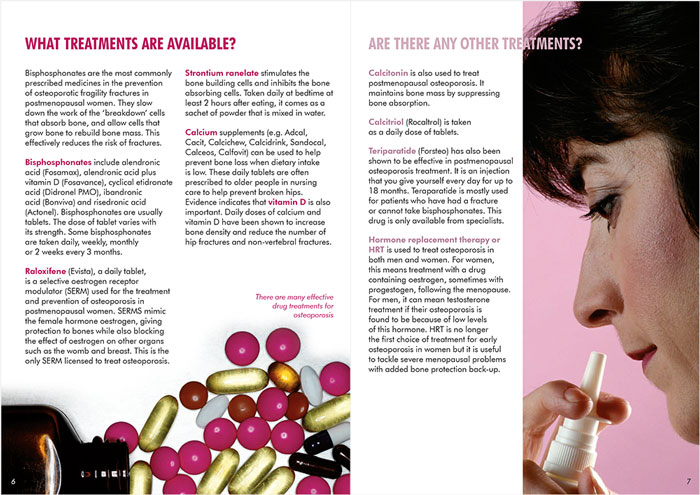 WHAT TREATMENTS ARE AVAILABLE?
Bisphosphonates are the most commonly
prescribed medicines in the prevention
of osteoporotic fragility fractures in
postmenopausal women. They slow
down the work of the ‘breakdown’ cells
that absorb bone, and allow cells that
grow bone to rebuild bone mass. This
effectively reduces the risk of fractures.
Bisphosphonates include alendronic
acid (Fosamax), alendronic acid plus
vitamin D (Fosavance), cyclical etidronate
acid (Didronel PMO), ibandronic
acid (Bonviva) and risedronic acid
(Actonel). Bisphosphonates are usually
tablets. The dose of tablet varies with
its strength. Some bisphosphonates
are taken daily, weekly, monthly
or 2 weeks every 3 months.
Raloxifene (Evista), a daily tablet,
is a selective oestrogen receptor
modulator (SERM) used for the treatment
and prevention of osteoporosis in
postmenopausal women. SERMS mimic
the female hormone oestrogen, giving
protection to bones while also blocking
the effect of oestrogen on other organs
such as the womb and breast. This is the
only SERM licensed to treat osteoporosis.
Strontium ranelate stimulates the
bone building cells and inhibits the bone
absorbing cells. Taken daily at bedtime at
least 2 hours after eating, it comes as a
sachet of powder that is mixed in water.
Calcium supplements (e.g. Adcal,
Cacit, Calcichew, Calcidrink, Sandocal,
Calceos, Calfovit) can be used to help
prevent bone loss when dietary intake
is low. These daily tablets are often
prescribed to older people in nursing
care to help prevent broken hips.
Evidence indicates that vitamin D is also
important. Daily doses of calcium and
vitamin D have been shown to increase
bone density and reduce the number of
hip fractures and non-vertebral fractures.
There are many effective
drug treatments for
osteoporosis
6
ARE THERE ANY OTHER TREATMENTS?
Calcitonin is also used to treat
postmenopausal osteoporosis. It
maintains bone mass by suppressing
bone absorption.
Calcitriol (Rocaltrol) is taken
as a daily dose of tablets.
Teriparatide (Forsteo) has also been
shown to be effective in postmenopausal
osteoporosis treatment. It is an injection
that you give yourself every day for up to
18 months. Teraparatide is mostly used
for patients who have had a fracture
or cannot take bisphosphonates. This
drug is only available from specialists.
Hormone replacement therapy or
HRT is used to treat osteoporosis in
both men and women. For women,
this means treatment with a drug
containing oestrogen, sometimes with
progestogen, following the menopause.
For men, it can mean testosterone
treatment if their osteoporosis is
found to be because of low levels
of this hormone. HRT is no longer
the first choice of treatment for early
osteoporosis in women but it is useful
to tackle severe menopausal problems
with added bone protection back-up.
7